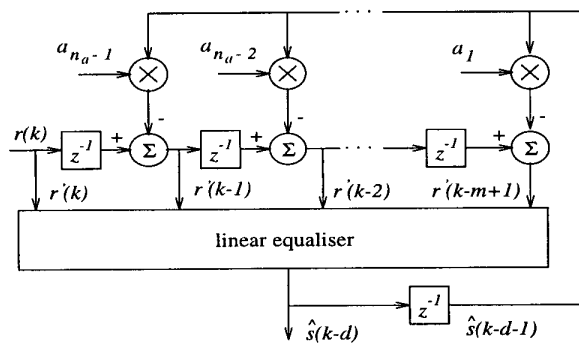 a_{n_a-1}
a_{n_a-2}
a_1
r(k)
z^{-1}
+
-
Σ
z^{-1}
+
-
Σ
z^{-1}
+
-
Σ
r'(k)
r'(k-1)
r'(k-2)
r'(k-m+1)
linear equaliser
z^{-1}
ŝ(k-d)
ŝ(k-d-1)